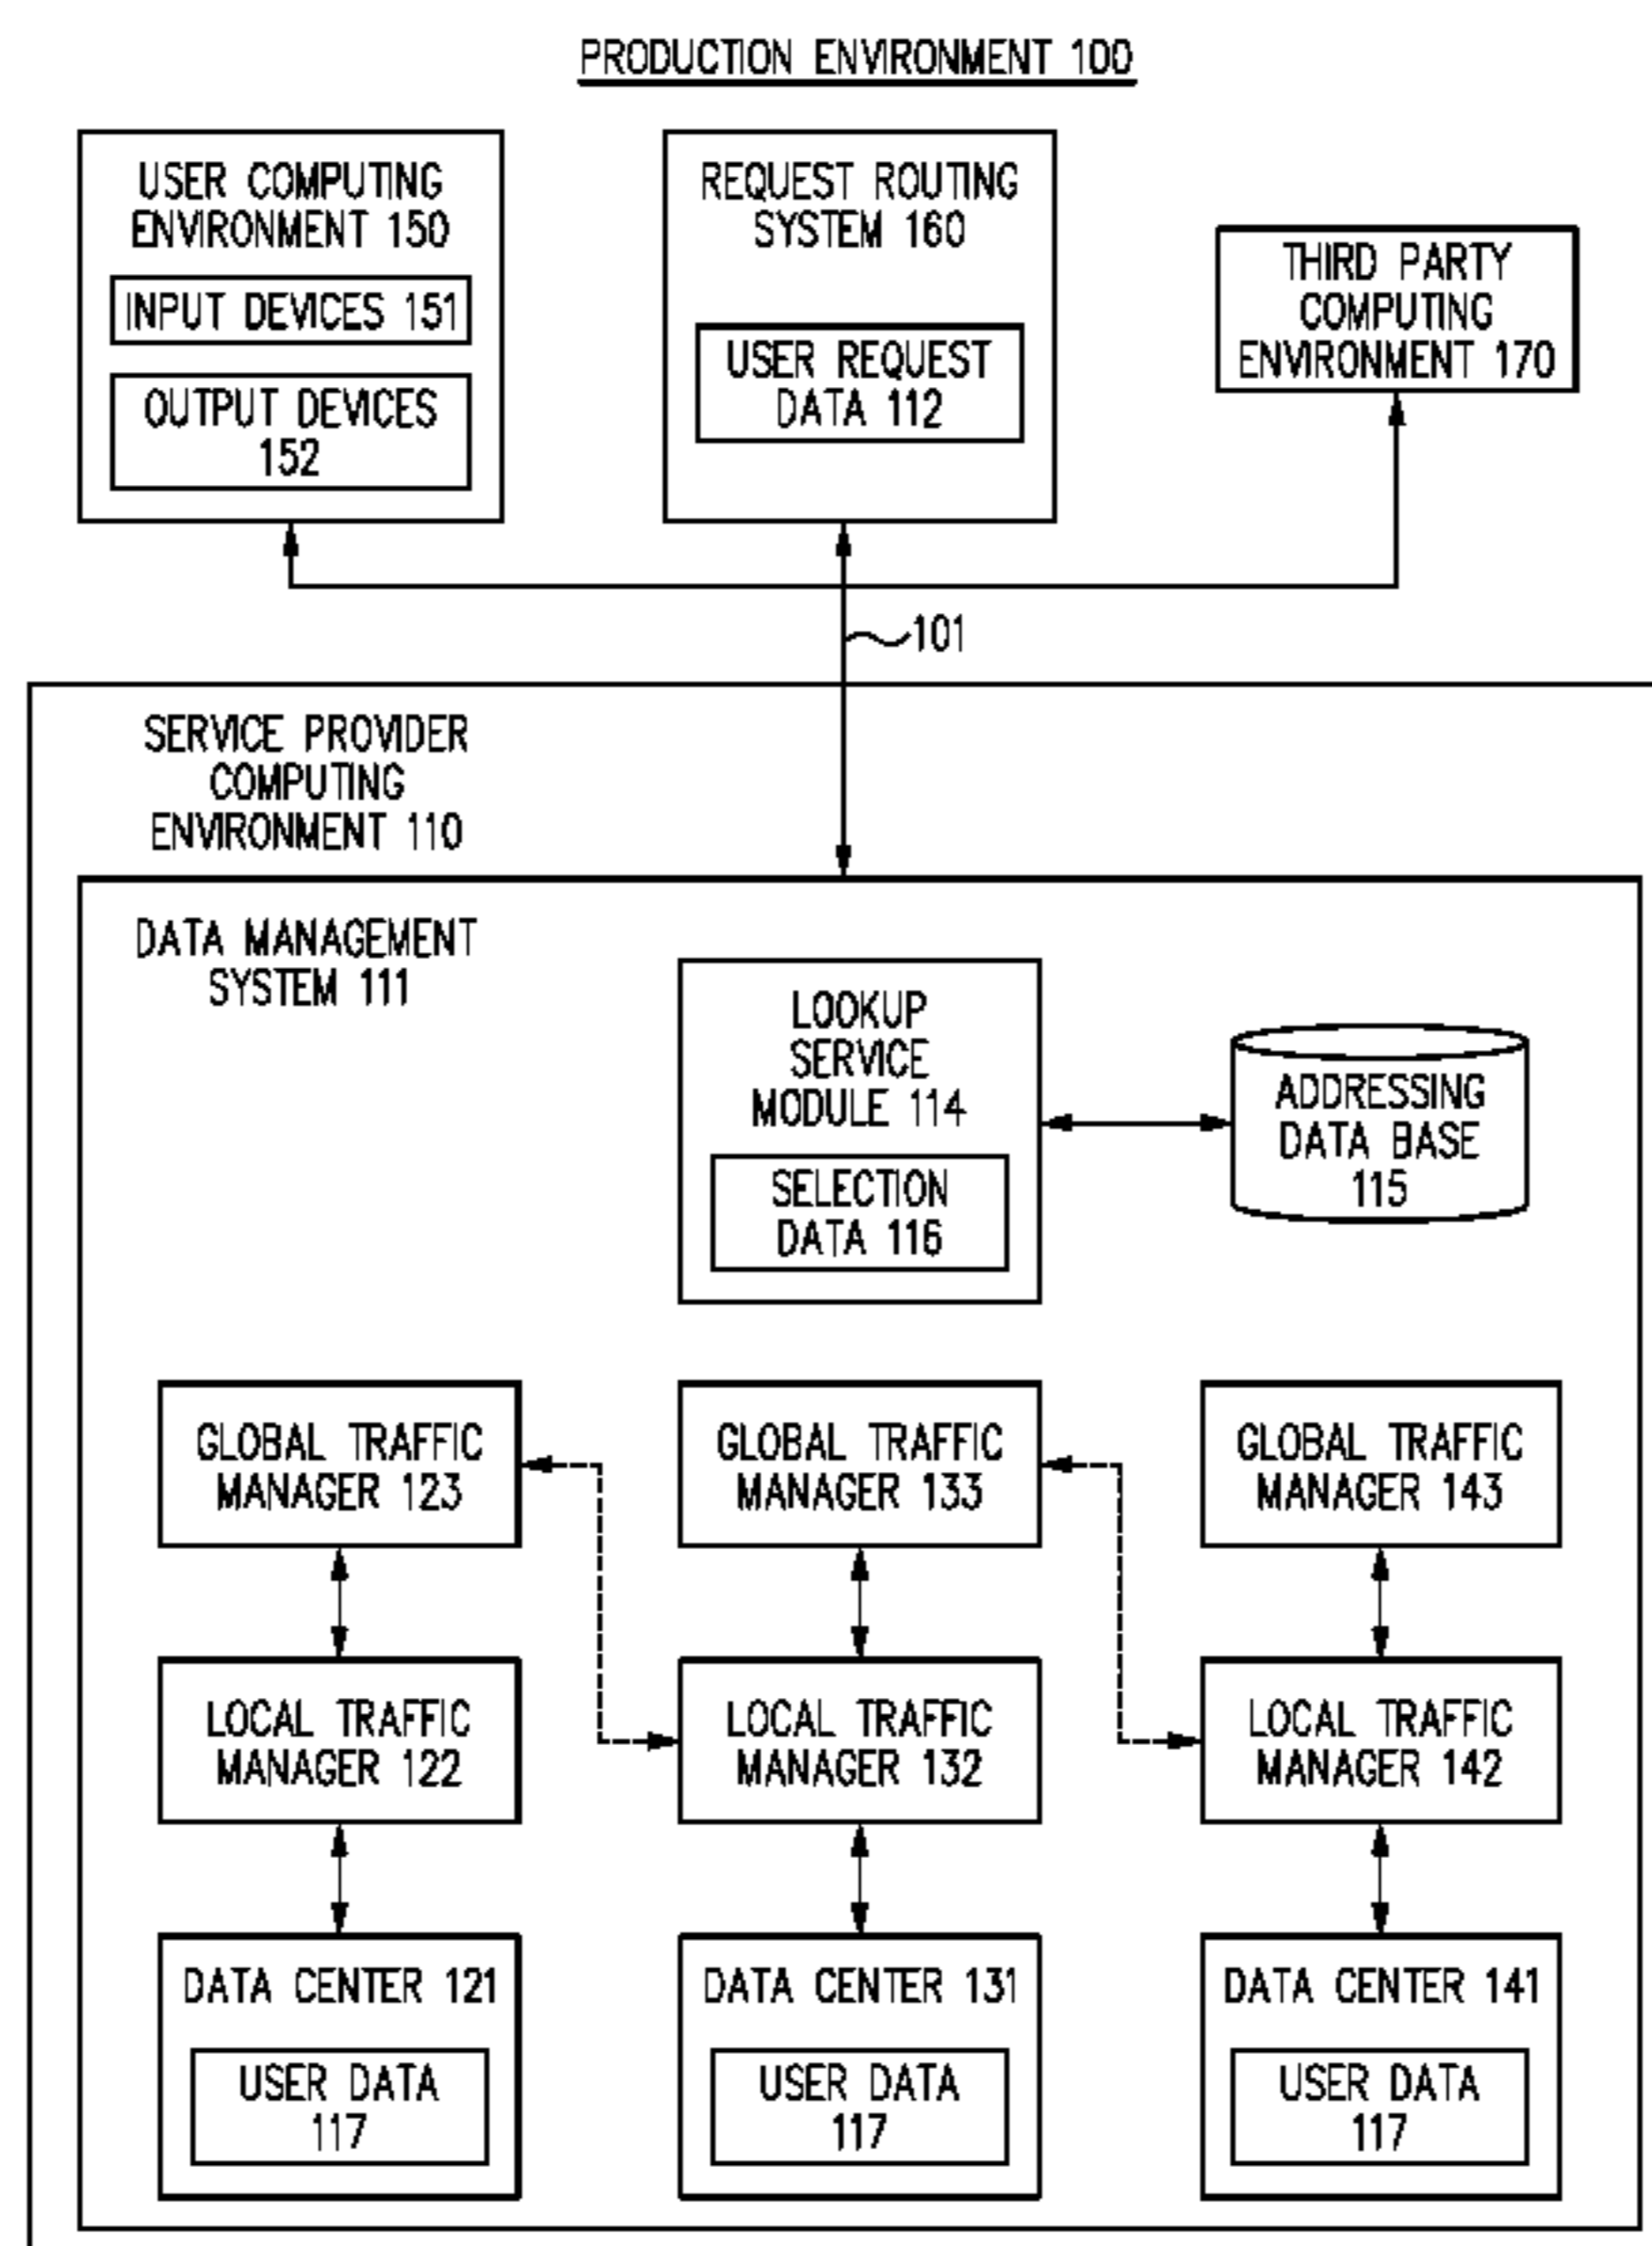 PRODUCTION ENVIRONMENT 100
USER COMPUTING
ENVIRONMENT 150
INPUT DEVICES 151
OUTPUT DEVICES
152
REQUEST ROUTING
SYSTEM 160
USER REQUEST
DATA 112
THIRD PARTY
COMPUTING
ENVIRONMENT 170
101
SERVICE PROVIDER
COMPUTING
ENVIRONMENT 110
DATA MANAGEMENT
SYSTEM 111
LOOKUP
SERVICE
MODULE 114
SELECTION
DATA 116
ADDRESSING
DATA BASE
115
GLOBAL TRAFFIC
MANAGER 123
GLOBAL TRAFFIC
MANAGER 133
GLOBAL TRAFFIC
MANAGER 143
LOCAL TRAFFIC
MANAGER 122
LOCAL TRAFFIC
MANAGER 132
LOCAL TRAFFIC
MANAGER 142
DATA CENTER 121
USER DATA
117
DATA CENTER 131
USER DATA
117
DATA CENTER 141
USER DATA
117